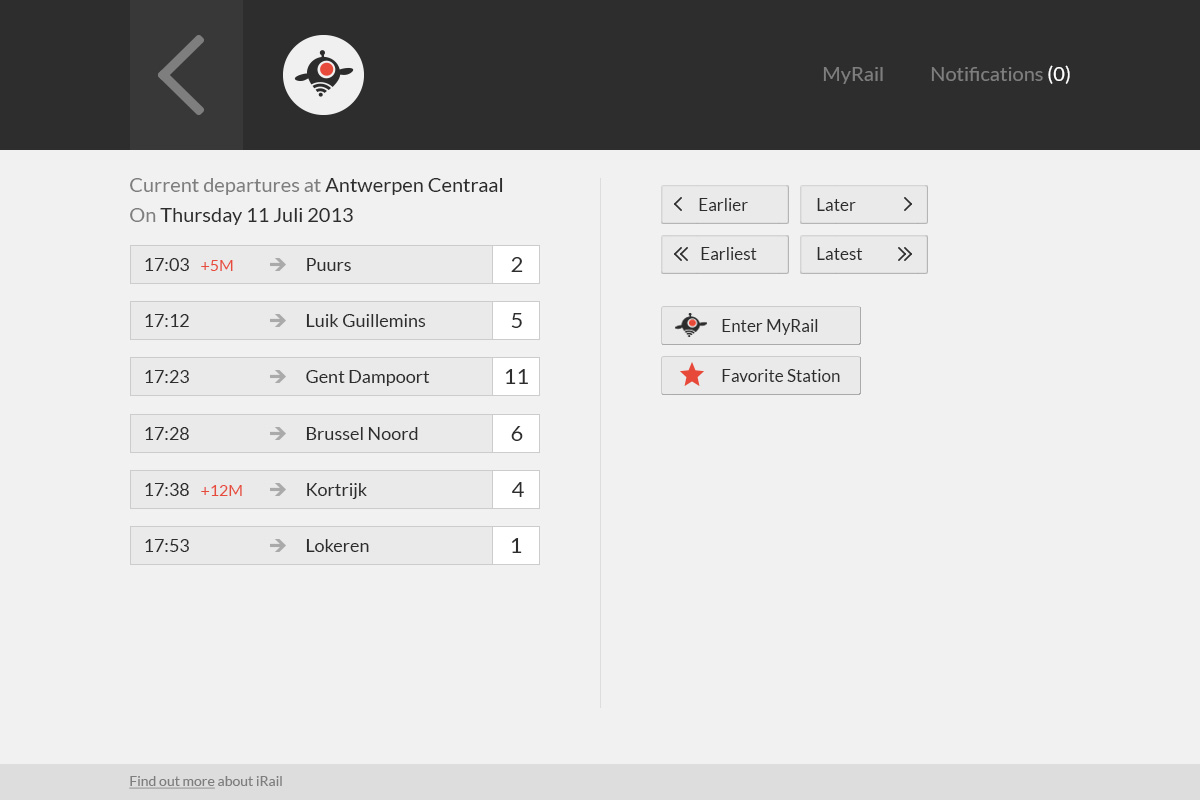 MyRail Notifications (0)
Current departures at Antwerpen Centraal
On Thursday 11 Juli 2013
17:03 +5M Puurs 2
17:12 Luik Guillemins 5
17:23 Gent Dampoort 11
17:28 Brussel Noord 6
17:38 +12M Kortrijk 4
17:53 Lokeren 1
Earlier Later
Earliest Latest
Enter MyRail
Favorite Station
Find out more about iRail